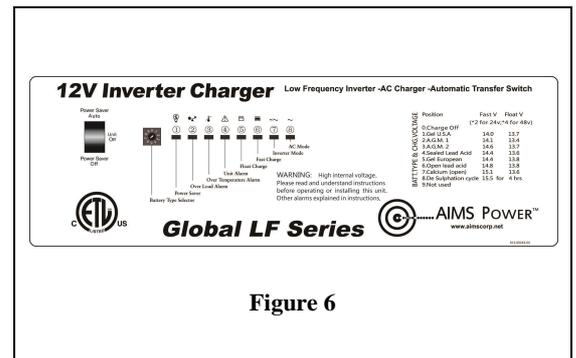 12V Inverter Charger
Low Frequency Inverter -AC Charger -Automatic Transfer Switch
Power Saver
Auto
Unit
Off
Power Saver
Off
① ② ③ ④ ⑤ ⑥ ⑦ ⑧
AC Mode
Inverter Mode
Fast Charge
Float Charge
Unit Alarm
Over Temperature Alarm
Over Load Alarm
Power Saver
Battery Type Selector
WARNING: High internal voltage.
Please read and understand instructions
before operating or installing this unit.
Other alarms explained in instructions.
BATT.TYPE & CHG.VOLTAGE
Position Fast V Float V
(*2 for 24v,*4 for 48v)
0.Charge Off
1.Gel U.S.A 14.0 13.7
2.A.G.M. 1 14.1 13.4
3.A.G.M. 2 14.6 13.7
4.Sealed Lead Acid 14.4 13.6
5.Gel European 14.4 13.8
6.Open lead acid 14.8 13.8
7.Calcium (open) 15.1 13.6
8.De Sulphation cycle 15.5 for 4 hrs
9.Not used
C ETL US
LISTED
Global LF Series
AIMS POWER™
www.aimscorp.net
Figure 6